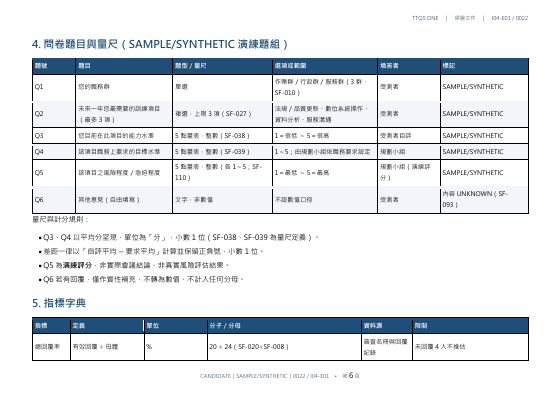 TTQS ONE | 候選文件 | I04-E01 / 0022
4. 問卷題目與量尺（SAMPLE/SYNTHETIC 演練題組）
題號 題目 題型 / 量尺 選項或範圍 填答者 標記
Q1 您的職務群 單選 作業群 / 行政群 / 服務群（3 群，SF-010） 受測者 SAMPLE/SYNTHETIC
Q2 未來一年您最需要的訓練項目（最多 3 項） 複選，上限 3 項（SF-027） 法規 / 品質更新、數位系統操作、資料分析、服務溝通 受測者 SAMPLE/SYNTHETIC
Q3 您目前在此項目的能力水準 5 點量表，整數（SF-038） 1＝很低 ~ 5＝很高 受測者自評 SAMPLE/SYNTHETIC
Q4 該項目職務上要求的目標水準 5 點量表，整數（SF-039） 1~5；由規劃小組依職務要求設定 規劃小組 SAMPLE/SYNTHETIC
Q5 該項目之風險程度 / 急迫程度 5 點量表，整數（各 1~5；SF-110） 1＝最低 ~ 5＝最高 規劃小組（演練評分） SAMPLE/SYNTHETIC
Q6 其他意見（自由填寫） 文字，非數值 不設數值口徑 受測者 內容 UNKNOWN（SF-093）
量尺與計分規則：
• Q3、Q4 以平均分呈現，單位為「分」，小數 1 位（SF-038、SF-039 為量尺定義）。
• 差距一律以「自評平均 − 要求平均」計算並保留正負號，小數 1 位。
• Q5 為演練評分，非實際會議結論、非真實風險評估結果。
• Q6 若有回覆，僅作質性補充，不轉為數值、不計入任何分母。
5. 指標字典
指標 定義 單位 分子 / 分母 資料源 限制
總回覆率 有效回覆 ÷ 母體 % 20 ÷ 24（SF-020÷SF-008） 普查名冊與回覆紀錄 未回覆 4 人不推估
CANDIDATE | SAMPLE/SYNTHETIC | 0022 / I04-E01 • 第 6 頁